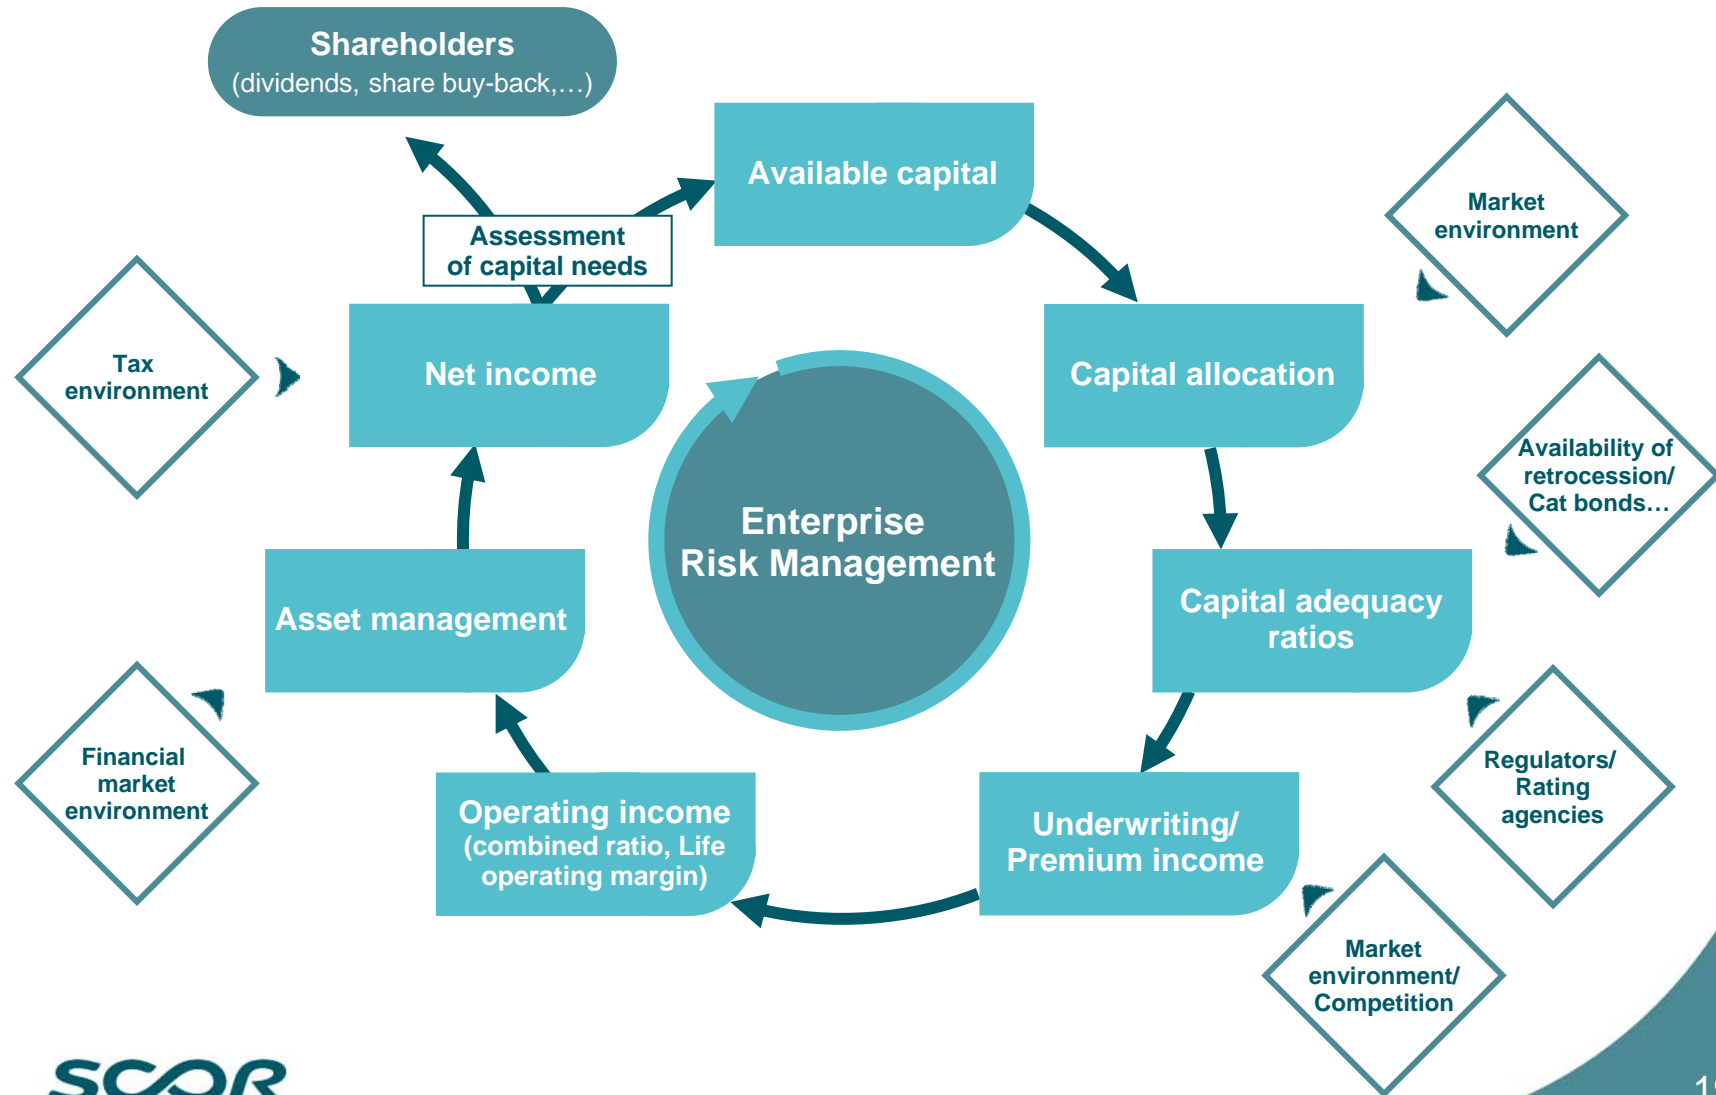 Shareholders
(dividends, share buy-back,…)
Available capital
Market
environment
Assessment
of capital needs
Tax
environment
Net income
Capital allocation
Availability of
retrocession/
Cat bonds…
Enterprise
Risk Management
Asset management
Capital adequacy
ratios
Financial
market
environment
Operating income
(combined ratio, Life
operating margin)
Underwriting/
Premium income
Regulators/
Rating
agencies
Market
environment/
Competition
SCOR